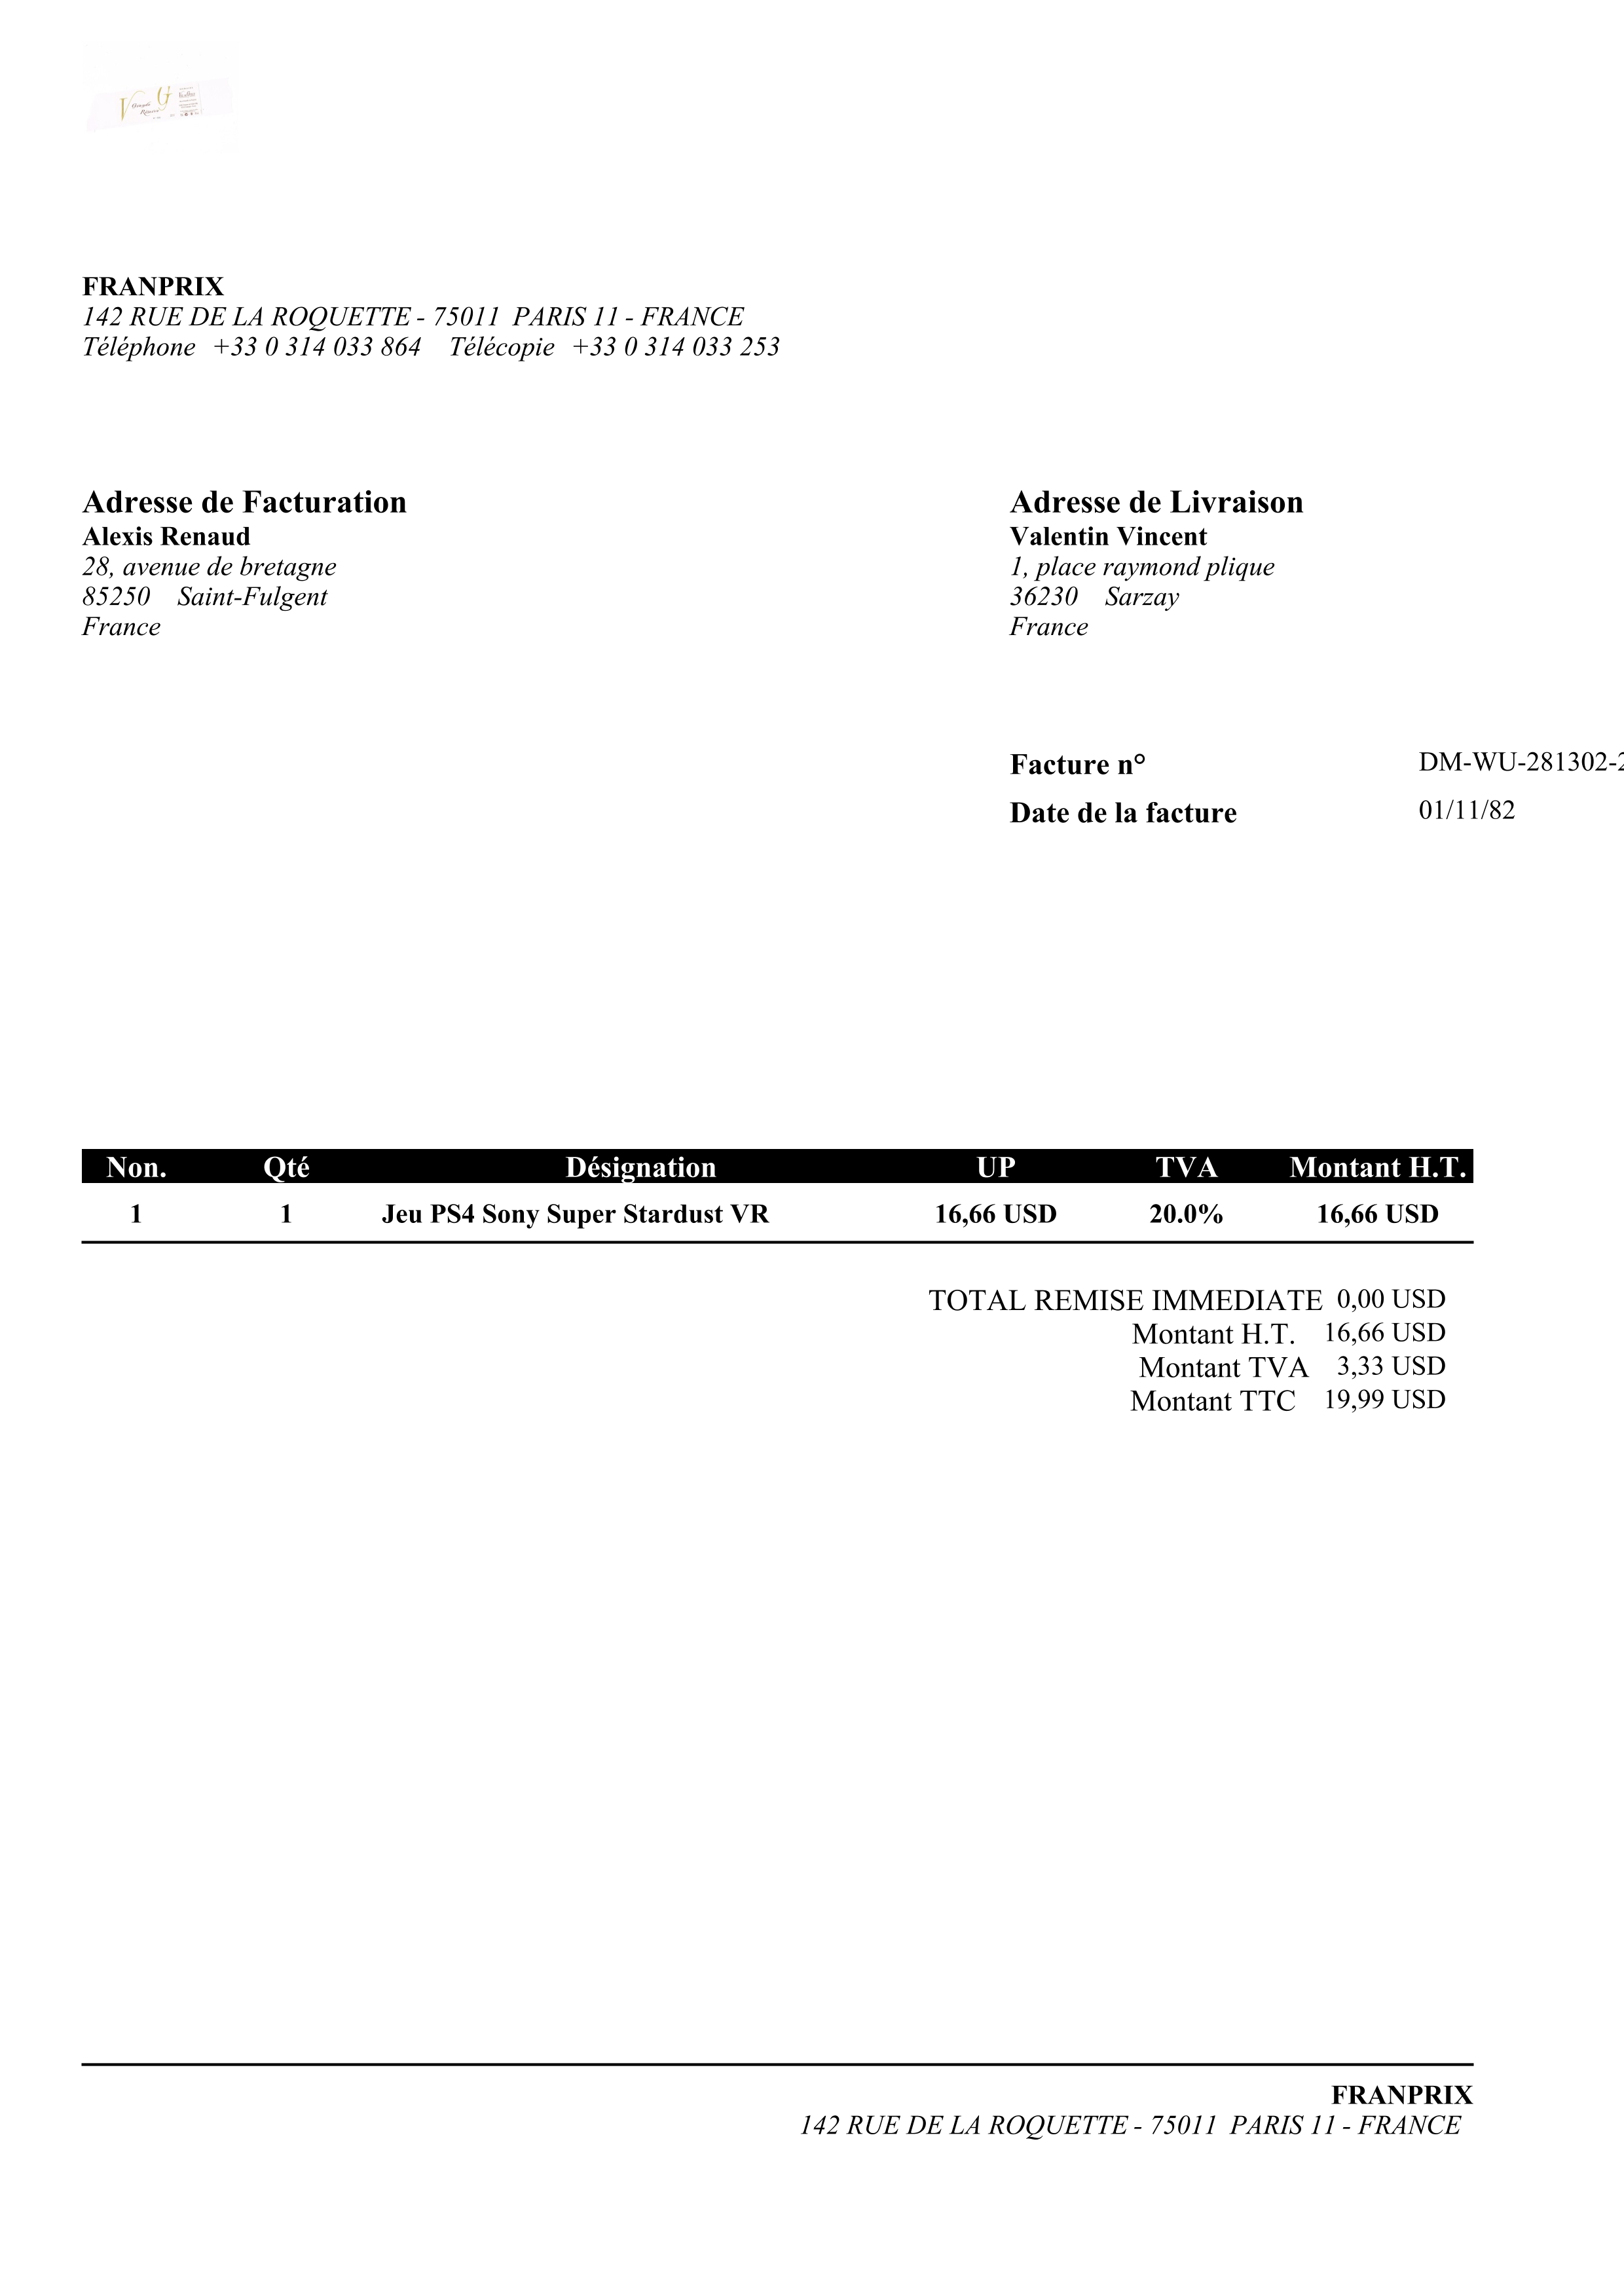 V G
FRANPRIX
142 RUE DE LA ROQUETTE - 75011 PARIS 11 - FRANCE
Téléphone +33 0 314 033 864 Télécopie +33 0 314 033 253
Adresse de Facturation
Alexis Renaud
28, avenue de bretagne
85250 Saint-Fulgent
France
Adresse de Livraison
Valentin Vincent
1, place raymond plique
36230 Sarzay
France
Facture n° DM-WU-281302-2
Date de la facture 01/11/82
Non. Qté Désignation UP TVA Montant H.T.
1 1 Jeu PS4 Sony Super Stardust VR 16,66 USD 20.0% 16,66 USD
TOTAL REMISE IMMEDIATE 0,00 USD
Montant H.T. 16,66 USD
Montant TVA 3,33 USD
Montant TTC 19,99 USD
FRANPRIX
142 RUE DE LA ROQUETTE - 75011 PARIS 11 - FRANCE